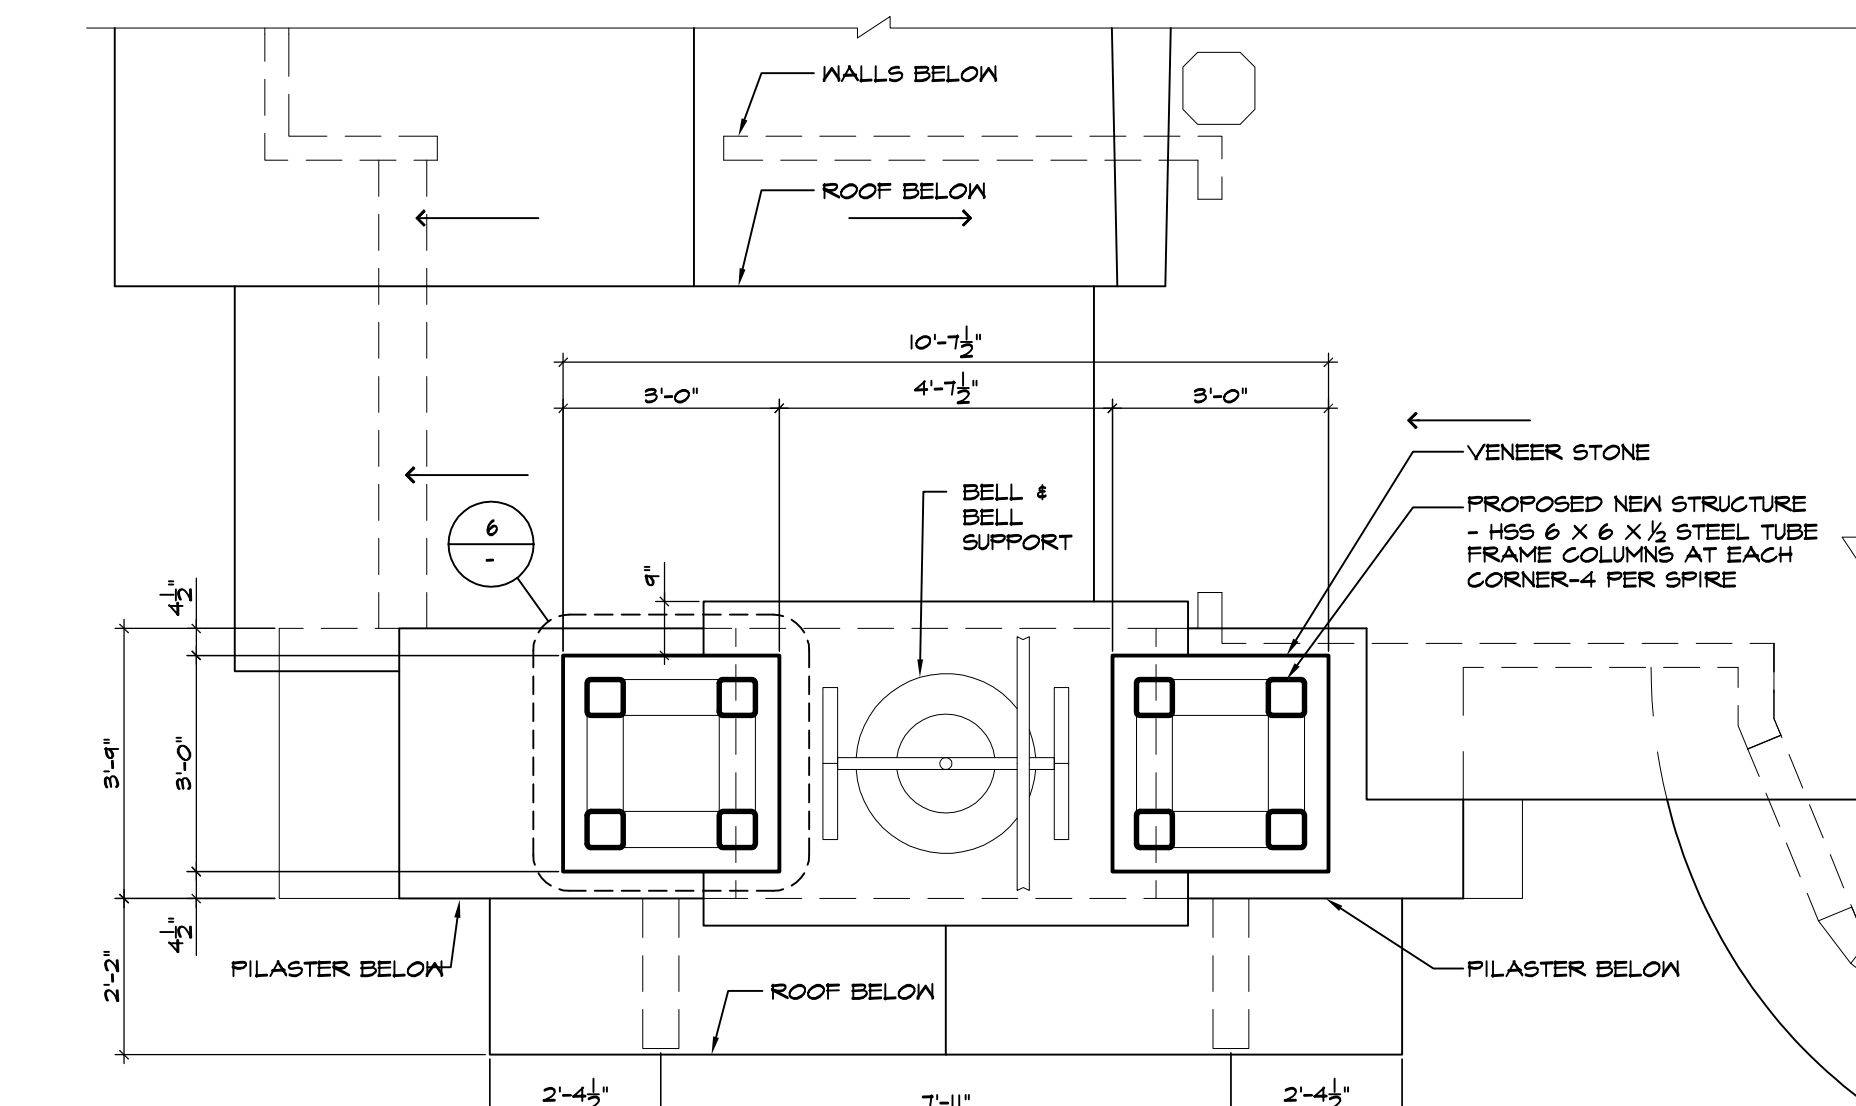 WALLS BELOW
ROOF BELOW
10'-7½"
3'-0"
4'-7½"
3'-0"
VENEER STONE
BELL &
BELL
SUPPORT
PROPOSED NEW STRUCTURE
- HSS 6 X 6 X ½ STEEL TUBE
FRAME COLUMNS AT EACH
CORNER-4 PER SPIRE
6
-
9"
4½"
3'-9"
3'-0"
4½"
2'-2"
PILASTER BELOW
ROOF BELOW
PILASTER BELOW
2'-4½"
7'-11"
2'-4½"